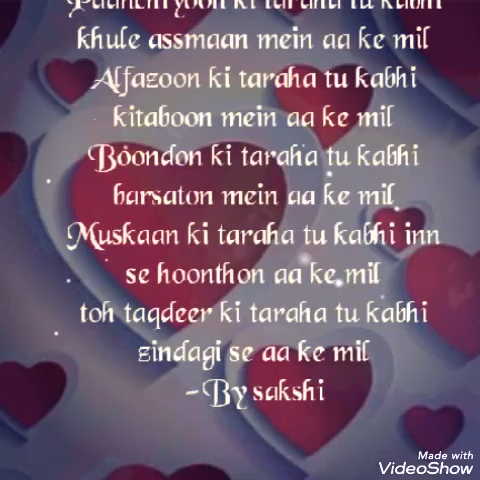 ki taraha tu kabhi
khule assmaan mein aa ke mil
Alfazoon ki taraha tu kabhi
kitaboon mein aa ke mil
Boondon ki taraha tu kabhi
barsaton mein aa ke mil
Muskaan ki taraha tu kabhi inn
se hoonthon aa ke mil
toh taqdeer ki taraha tu kabhi
zindagi se aa ke mil
-By sakshi
Made with
VideoShow